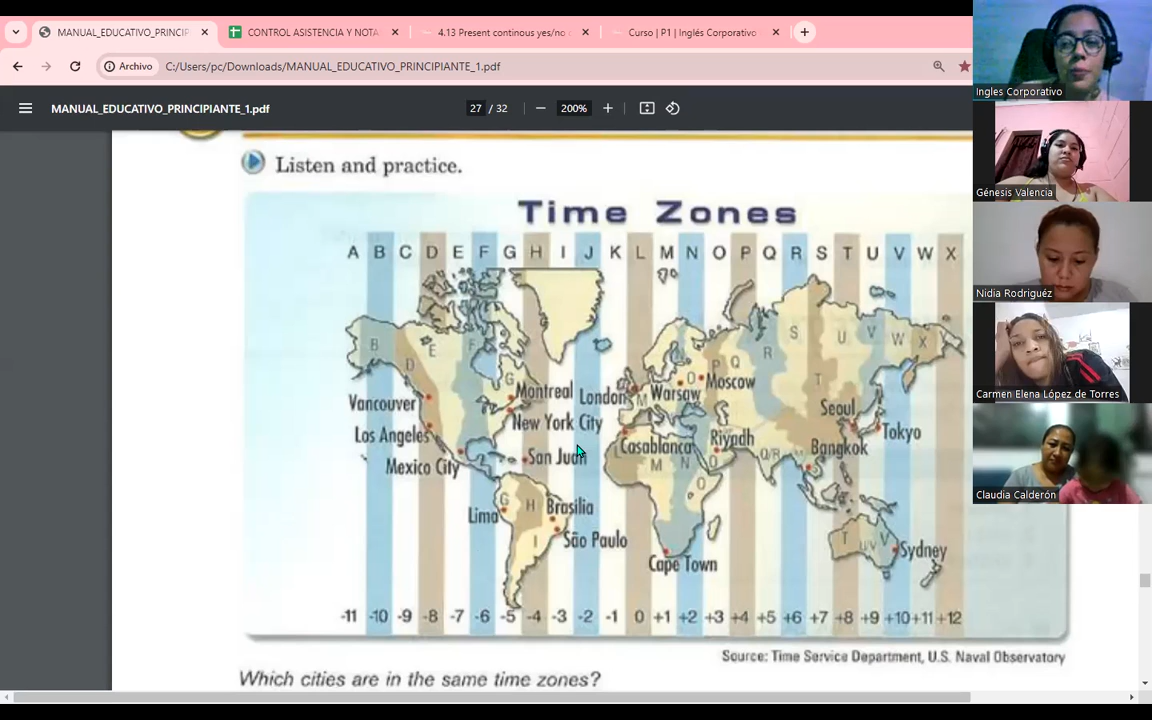 MANUAL_EDUCATIVO_PRINCIP
CONTROL ASISTENCIA Y NOTA
4.13 Present continous yes/no
Curso | P1 | Inglés Corporativo
Archivo
C:/Users/pc/Downloads/MANUAL_EDUCATIVO_PRINCIPIANTE_1.pdf
MANUAL_EDUCATIVO_PRINCIPIANTE_1.pdf
27 / 32
200%
Ingles Corporativo
Génesis Valencia
Nidia Rodriguéz
Carmen Elena López de Torres
Claudia Calderón
Listen and practice.
Time Zones
A B C D E F G H I J K L M N O P Q R S T U V W X
B D E F G
S R Q P T U V W X
Montreal London Warsaw O Moscow
Vancouver
New York City
Los Angeles
Casablanca Riyadh Seoul Tokyo
Mexico City San Juan
M N O Q/R Bangkok
Lima G H Brasília
I São Paulo
T U V Sydney
Cape Town
-11 -10 -9 -8 -7 -6 -5 -4 -3 -2 -1 0 +1 +2 +3 +4 +5 +6 +7 +8 +9 +10 +11 +12
Source: Time Service Department, U.S. Naval Observatory
Which cities are in the same time zones?